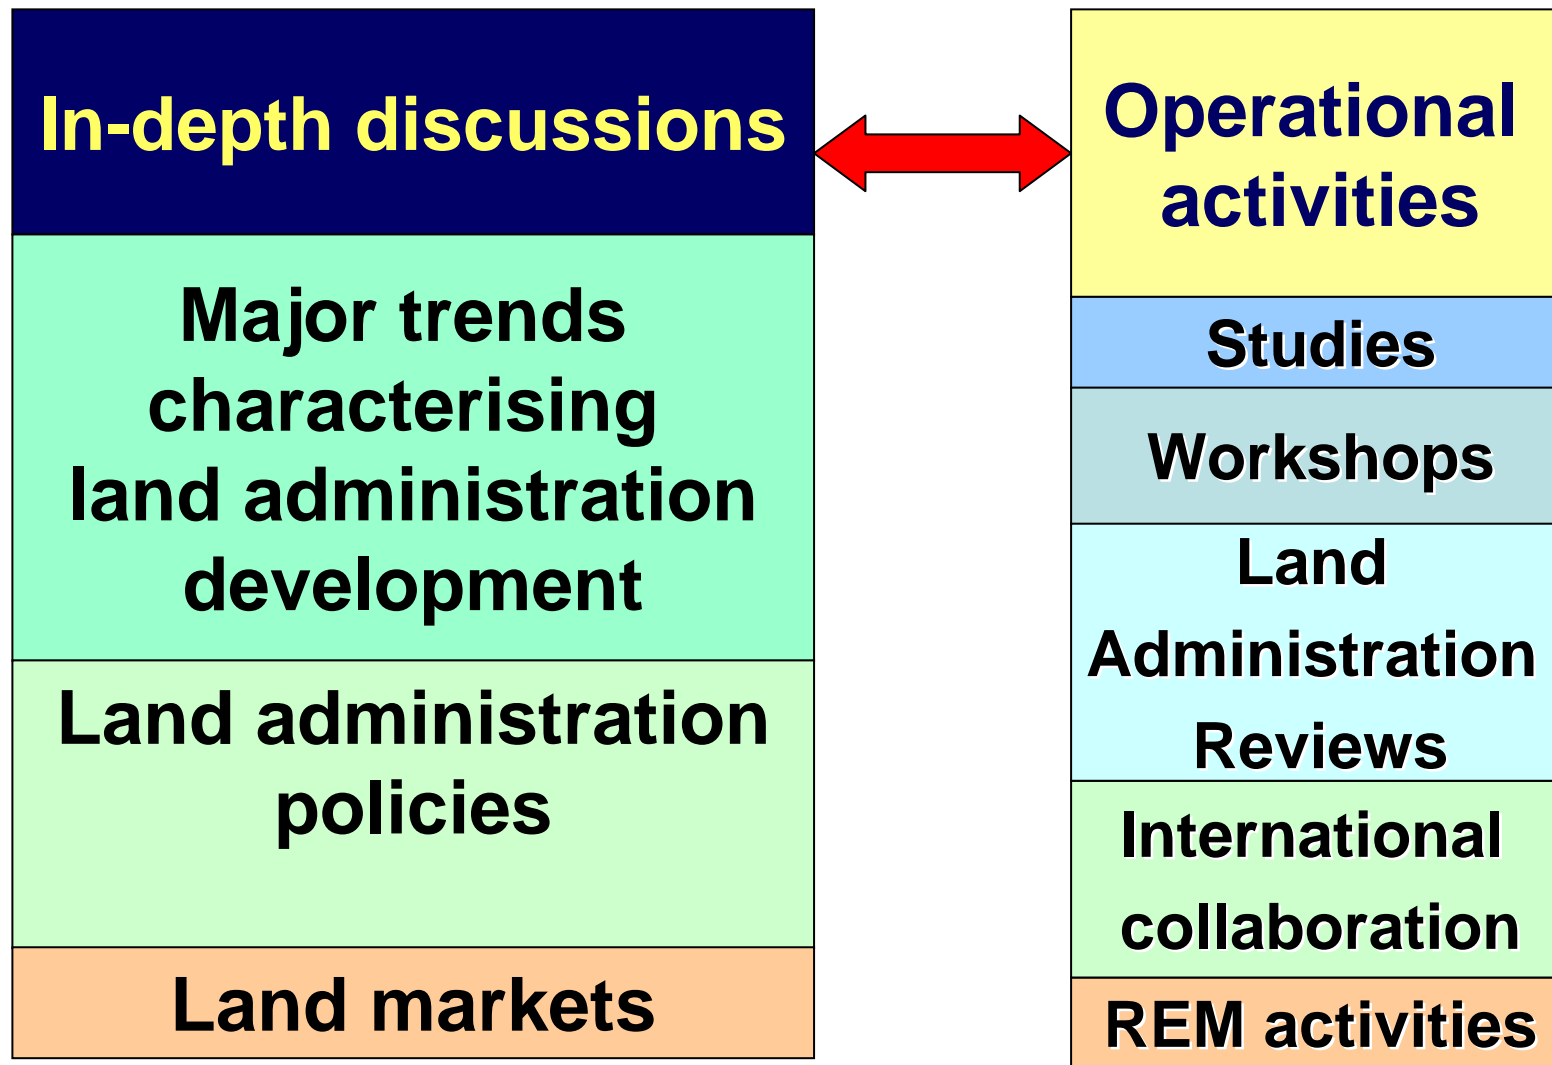 In-depth discussions
Major trends
characterising
land administration
development
Land administration
policies
Land markets
Operational
activities
Studies
Workshops
Land
Administration
Reviews
International
collaboration
REM activities